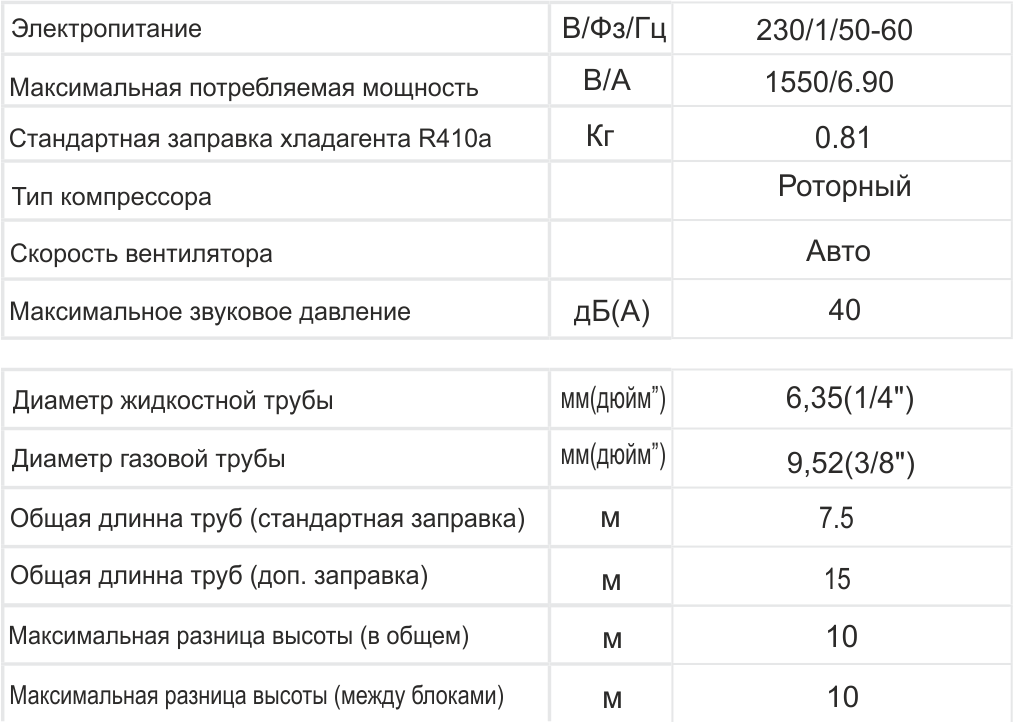 Электропитание В/Фз/Гц 230/1/50-60
Максимальная потребляемая мощность В/А 1550/6.90
Стандартная заправка хладагента R410a Кг 0.81
Тип компрессора Роторный
Скорость вентилятора Авто
Максимальное звуковое давление дБ(А) 40
Диаметр жидкостной трубы мм(дюйм”) 6,35(1/4")
Диаметр газовой трубы мм(дюйм”) 9,52(3/8")
Общая длинна труб (стандартная заправка) м 7.5
Общая длинна труб (доп. заправка) м 15
Максимальная разница высоты (в общем) м 10
Максимальная разница высоты (между блоками) м 10